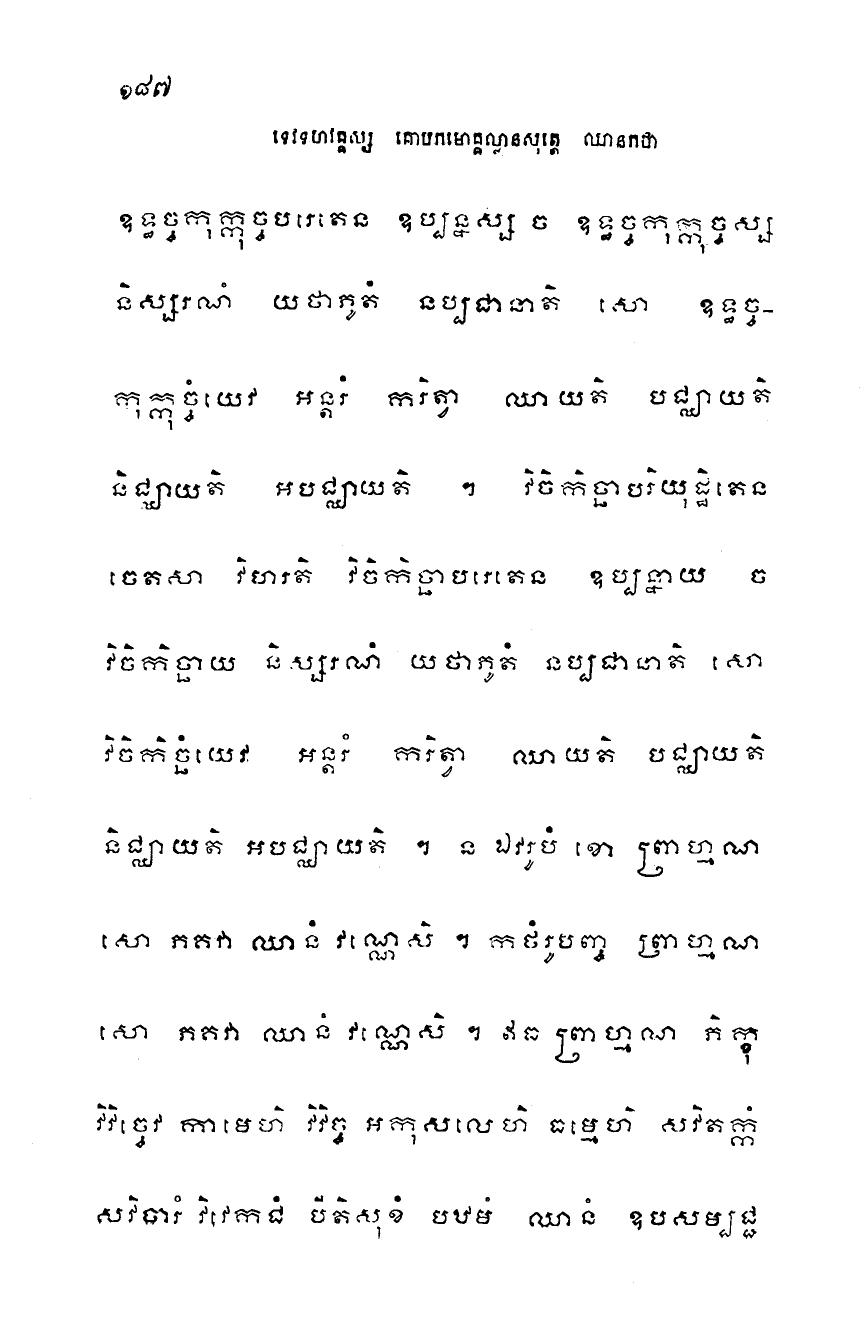 ១៨៧
ទេវទហវគ្គស្ស គោបកមោគ្គល្លានសុត្តេ ឈានកថា
ឧទ្ធច្ចកុក្កុច្ចបរេតេន ឧប្បន្នស្ស ច ឧទ្ធច្ចកុក្កុច្ចស្ស
និស្សរណំ យថាភូតំ នប្បជានាតិ សោ ឧទ្ធច្ច-
កុក្កុច្ចំយេវ អន្តរំ ករិត្វា ឈាយតិ បជ្ឈាយតិ
និជ្ឈាយតិ អបជ្ឈាយតិ ។ វិចិកិច្ឆាបរិយុដ្ឋិតេន
ចេតសា វិហរតិ វិចិកិច្ឆាបរេតេន ឧប្បន្នាយ ច
វិចិកិច្ឆាយ និស្សរណំ យថាភូតំ នប្បជានាតិ សោ
វិចិកិច្ឆំយេវ អន្តរំ ករិត្វា ឈាយតិ បជ្ឈាយតិ
និជ្ឈាយតិ អបជ្ឈាយតិ ។ ន ឯវរូបំ ខោ ព្រាហ្មណ
សោ ភគវា ឈានំ វណ្ណេសិ ។ កថំរូបញ្ច ព្រាហ្មណ
សោ ភគវា ឈានំ វណ្ណេសិ ។ ឥធ ព្រាហ្មណ ភិក្ខុ
វិវិច្ចេវ កាមេហិ វិវិច្ច អកុសលេហិ ធម្មេហិ សវិតក្កំ
សវិចារំ វិវេកជំ បីតិសុខំ បឋមំ ឈានំ ឧបសម្បជ្ជ